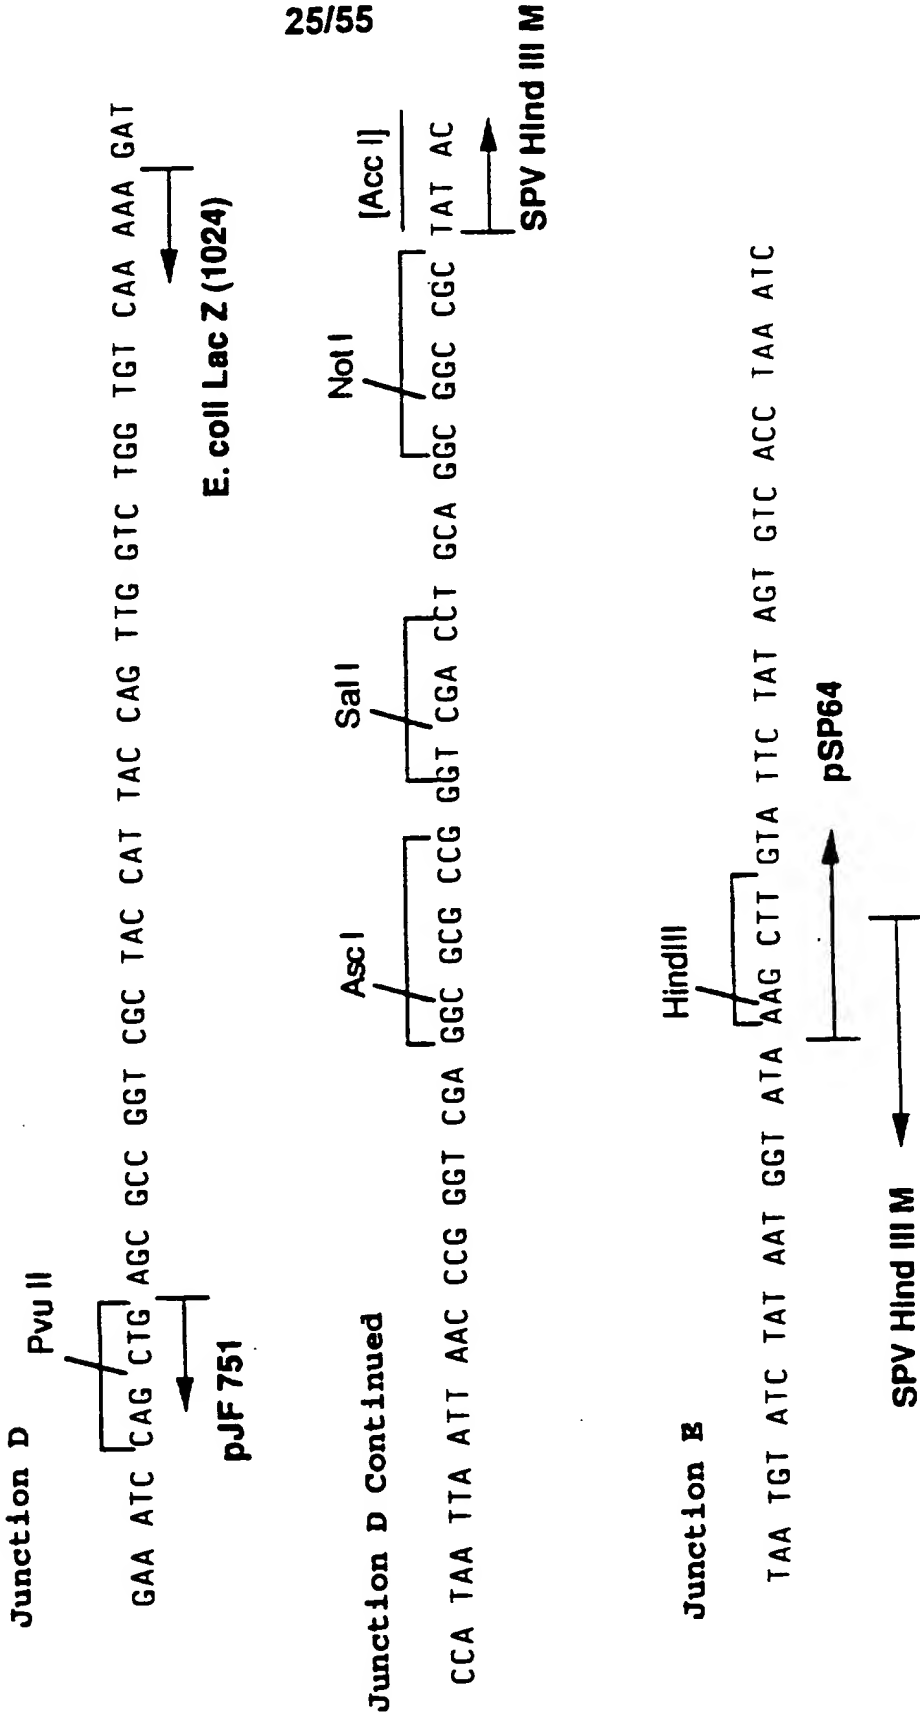 25/55
Junction D
Pvu II
GAA ATC CAG CTG AGC GCC GGT CGC TAC CAT TAC CAG TTG GTC TGG TGT CAA AAA GAT
pJF 751
E. coli Lac Z (1024)
Junction D Continued
Asc I
Sal I
Not I
[Acc I]
CCA TAA TTA ATT AAC CCG GGT CGA GGC GCG CCG GGT CGA CCT GCA GGC GGC CGC TAT AC
SPV Hind III M
Junction E
HindIII
TAA TGT ATC TAT AAT GGT ATA AAG CTT GTA TTC TAT AGT GTC ACC TAA ATC
pSP64
SPV Hind III M